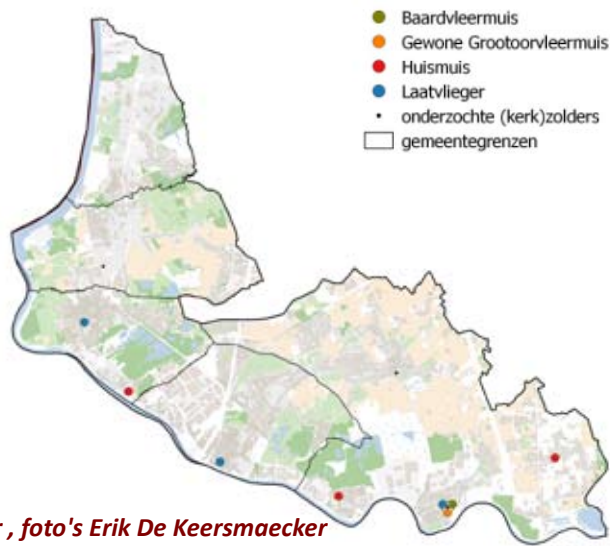 Baardvleermuis
Gewone Grootoorvleermuis
Huismuis
Laatvlieger
onderzochte (kerk)zolders
gemeentegrenzen
r , foto's Erik De Keersmaecker